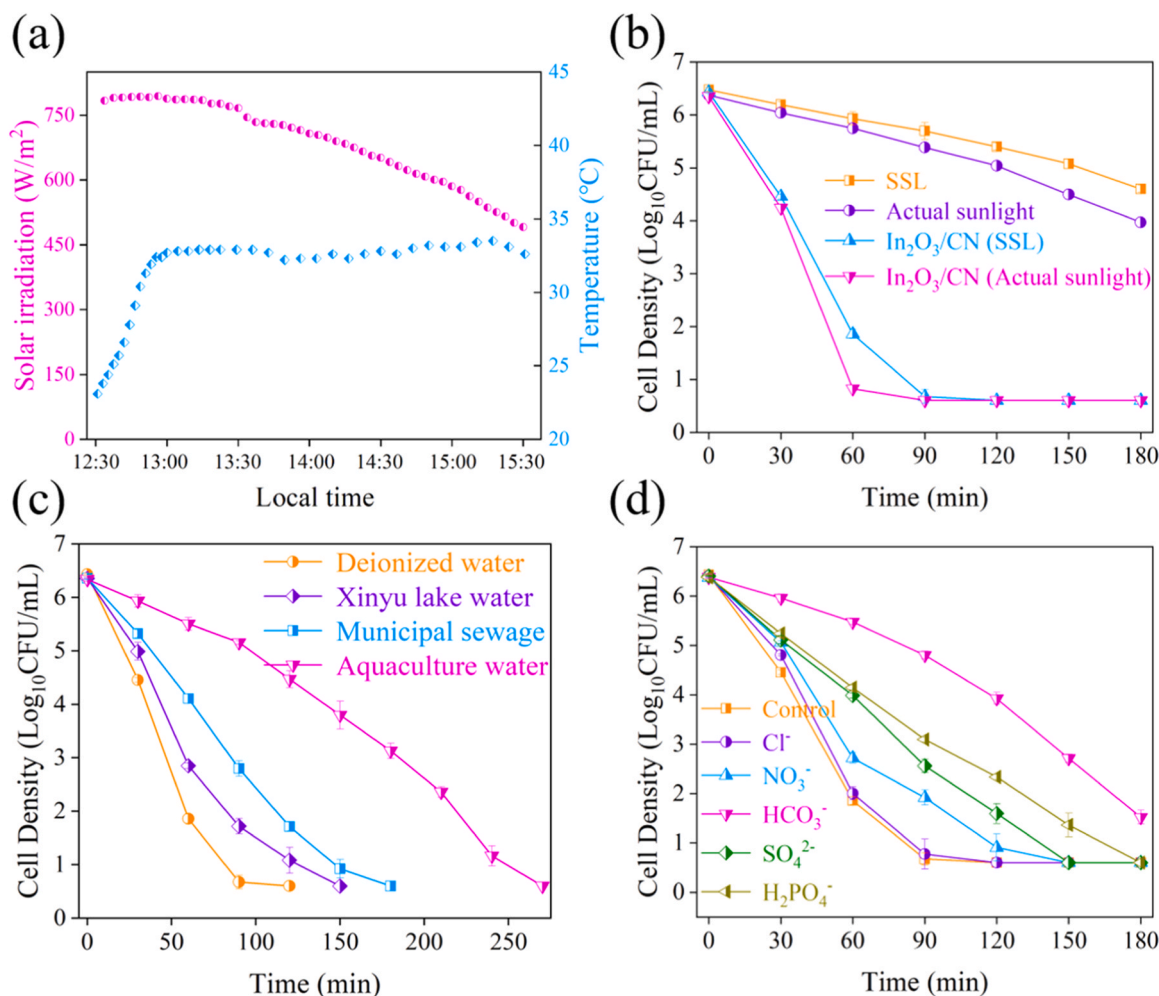 (a)
Solar irradiation (W/m²)
750
600
450
300
150
0
45
40
35
30
25
20
Temperature (°C)
12:30 13:00 13:30 14:00 14:30 15:00 15:30
Local time
(b)
Cell Density (Log₁₀CFU/mL)
7
6
5
4
3
2
1
0
SSL
Actual sunlight
In₂O₃/CN (SSL)
In₂O₃/CN (Actual sunlight)
0 30 60 90 120 150 180
Time (min)
(c)
Cell Density (Log₁₀CFU/mL)
7
6
5
4
3
2
1
0
Deionized water
Xinyu lake water
Municipal sewage
Aquaculture water
0 50 100 150 200 250
Time (min)
(d)
Cell Density (Log₁₀CFU/mL)
7
6
5
4
3
2
1
0
Control
Cl⁻
NO₃⁻
HCO₃⁻
SO₄²⁻
H₂PO₄⁻
0 30 60 90 120 150 180
Time (min)